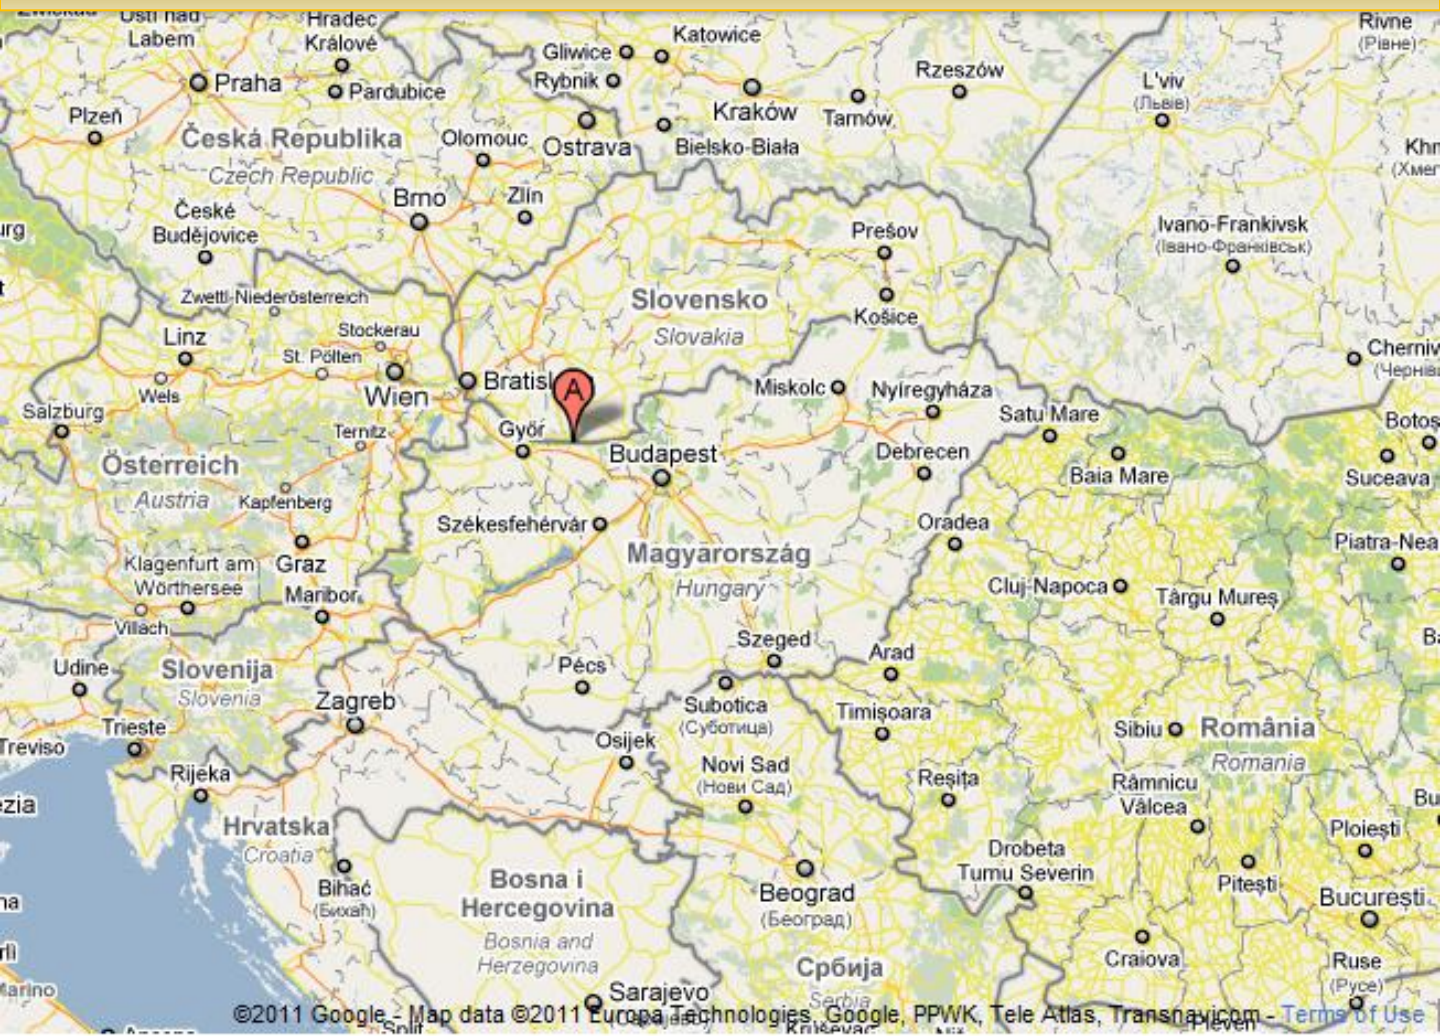 Ústí nad
Labem
Hradec
Králové
Praha
Pardubice
Plzeň
Česká Republika
Czech Republic
Olomouc
Brno
Zlín
České
Budějovice
Gliwice
Katowice
Rybnik
Ostrava
Bielsko-Biała
Kraków
Tarnów
Rzeszów
Rivne
(Рівне)
L'viv
(Львів)
Ivano-Frankivsk
(Івано-Франківськ)
Prešov
Košice
Slovensko
Slovakia
Zwettl-Niederösterreich
Linz
Stockerau
St. Pölten
Wels
Wien
Salzburg
Ternitz
Österreich
Austria
Kapfenberg
Graz
Klagenfurt am
Wörthersee
Villach
Maribor
A
Győr
Budapest
Miskolc
Nyíregyháza
Debrecen
Székesfehérvár
Magyarország
Hungary
Szeged
Pécs
Satu Mare
Baia Mare
Suceava
Oradea
Cluj-Napoca
Târgu Mureș
Arad
Timișoara
Sibiu
România
Romania
Reșița
Râmnicu
Vâlcea
Ploiești
Pitești
București
Drobeta
Turnu Severin
Craiova
Ruse
(Русе)
Udine
Slovenija
Slovenia
Trieste
Treviso
Zagreb
Rijeka
Hrvatska
Croatia
Bihać
(Бихаћ)
Osijek
Subotica
(Суботица)
Novi Sad
(Нови Сад)
Bosna i
Hercegovina
Bosnia and
Herzegovina
Beograd
(Београд)
Србија
Serbia
Sarajevo
Split
Kruševac
Pleven
©2011 Google - Map data ©2011 Europa Technologies, Google, PPWK, Tele Atlas, Transnavicom - Terms of Use